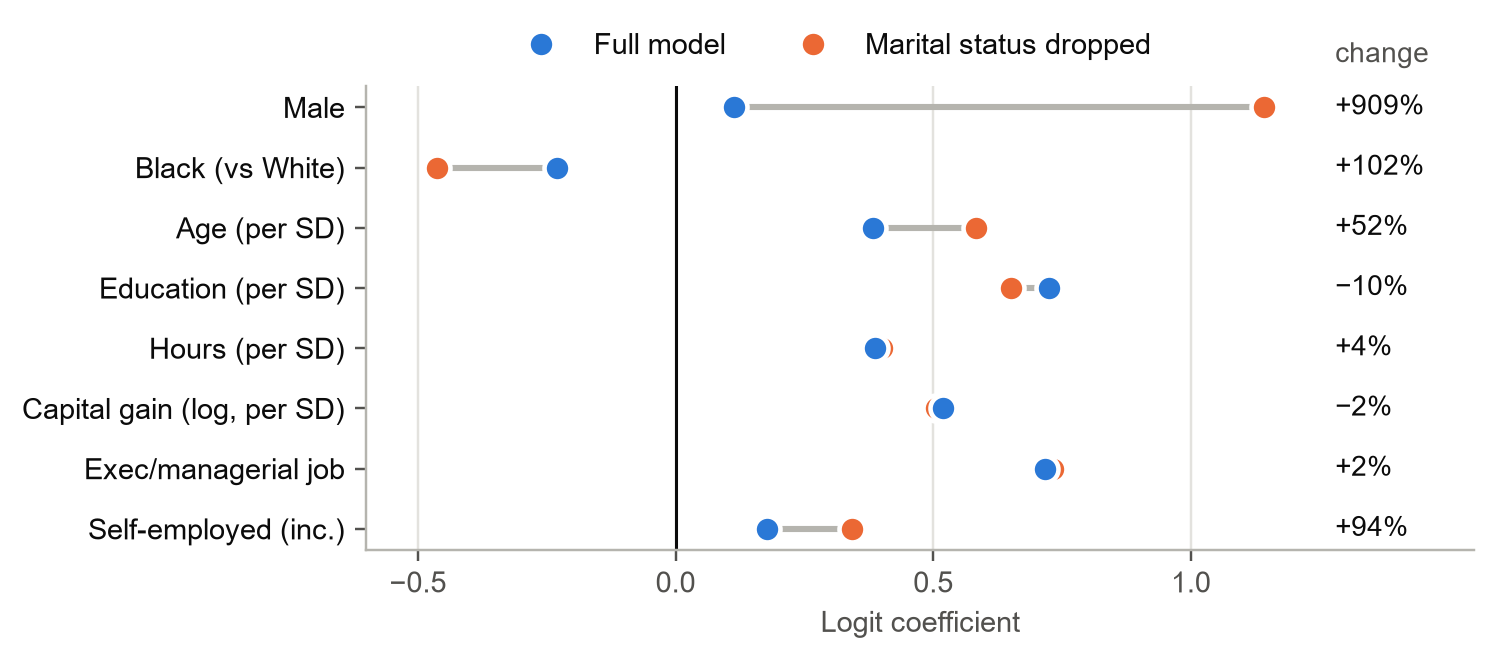 Full model Marital status dropped change
Male +909%
Black (vs White) +102%
Age (per SD) +52%
Education (per SD) −10%
Hours (per SD) +4%
Capital gain (log, per SD) −2%
Exec/managerial job +2%
Self-employed (inc.) +94%
−0.5 0.0 0.5 1.0
Logit coefficient